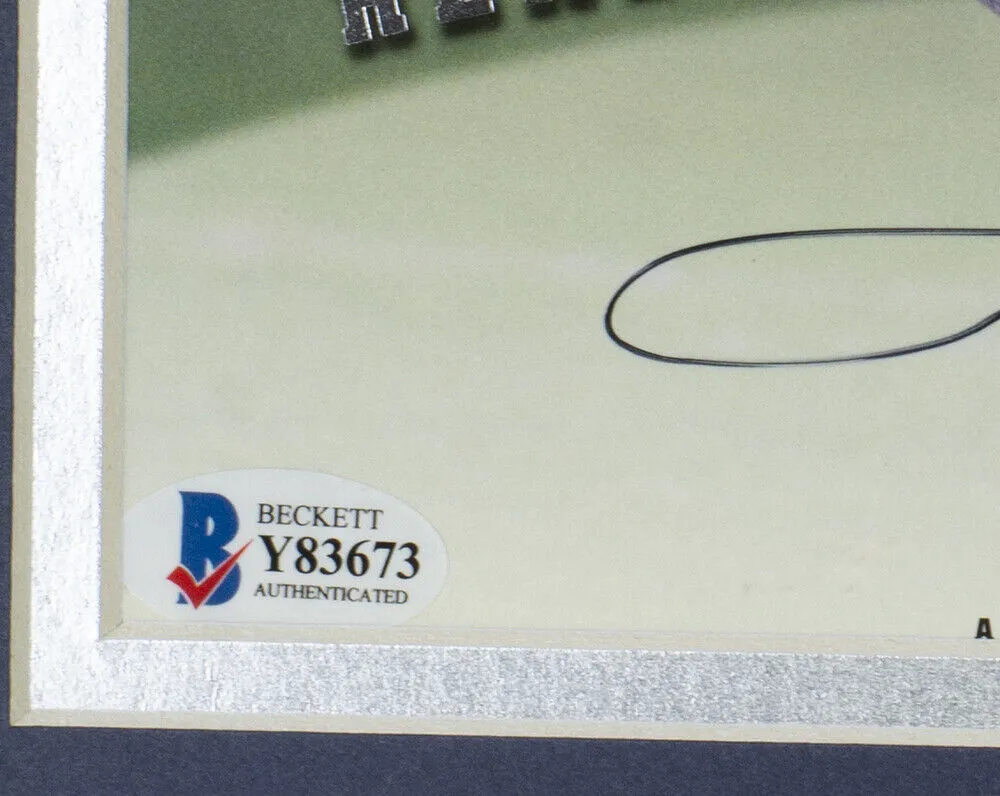 BECKETT
Y83673
AUTHENTICATED
A